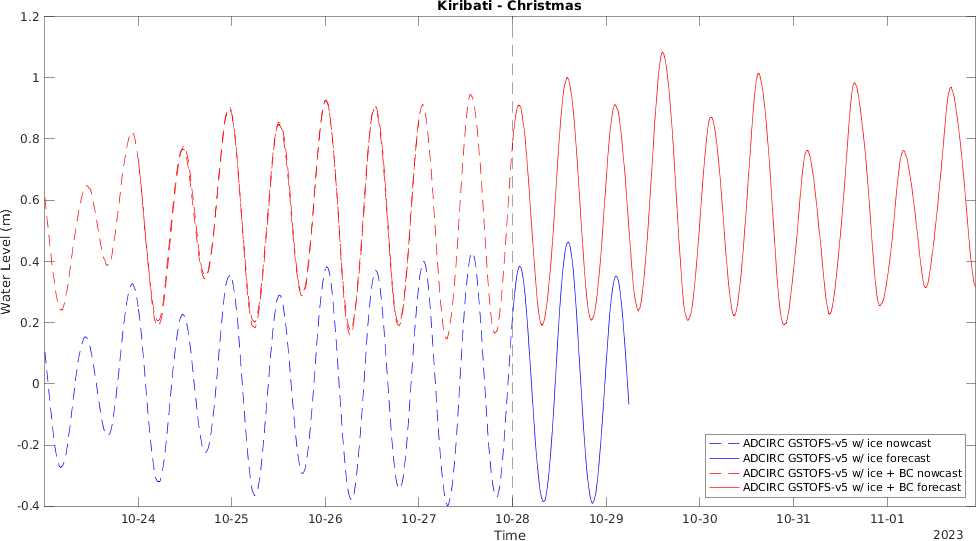 Kiribati - Christmas
1.2
1
0.8
0.6
0.4
0.2
0
-0.2
-0.4
Water Level (m)
10-24 10-25 10-26 10-27 10-28 10-29 10-30 10-31 11-01
Time
2023
ADCIRC GSTOFS-v5 w/ ice nowcast
ADCIRC GSTOFS-v5 w/ ice forecast
ADCIRC GSTOFS-v5 w/ ice + BC nowcast
ADCIRC GSTOFS-v5 w/ ice + BC forecast